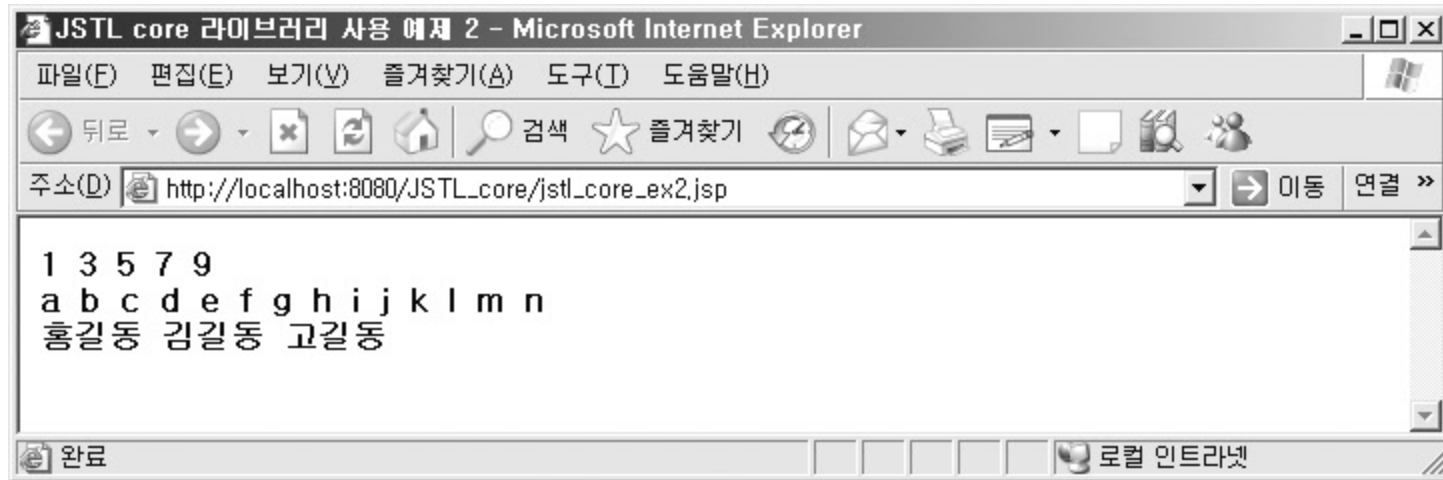 JSTL core 라이브러리 사용 예제 2 - Microsoft Internet Explorer
파일(F) 편집(E) 보기(V) 즐겨찾기(A) 도구(T) 도움말(H)
뒤로 검색 즐겨찾기
주소(D) http://localhost:8080/JSTL_core/jstl_core_ex2.jsp 이동 연결 »
1 3 5 7 9
a b c d e f g h i j k l m n
홍길동 김길동 고길동
완료 로컬 인트라넷